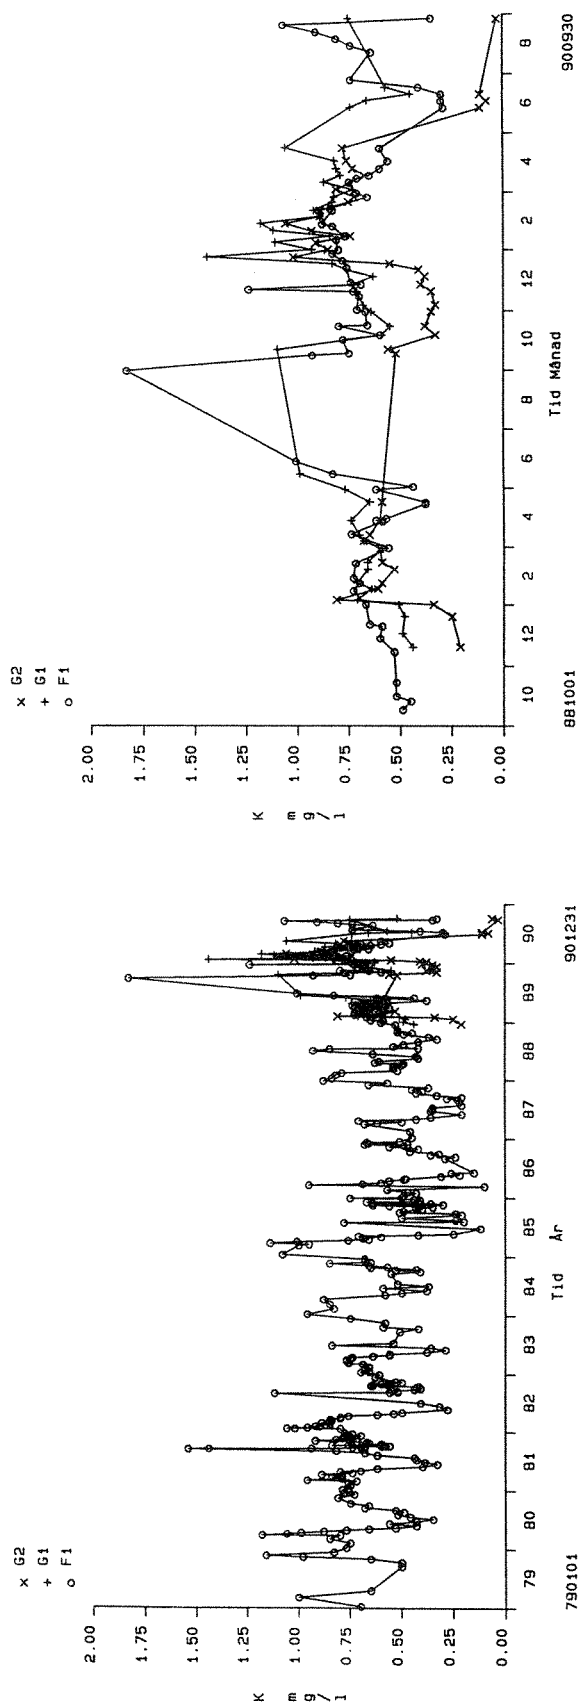 x G2
+ G1
o F1
2.00
1.75
1.50
1.25
1.00
0.75
0.50
0.25
0.00
K
m
g
/
l
79 80 81 82 83 84 85 86 87 88 89 90
790101 Tid År 901231
x G2
+ G1
o F1
2.00
1.75
1.50
1.25
1.00
0.75
0.50
0.25
0.00
K
m
g
/
l
10 12 2 4 6 8 10 12 2 4 6 8
881001 Tid Månad 900930